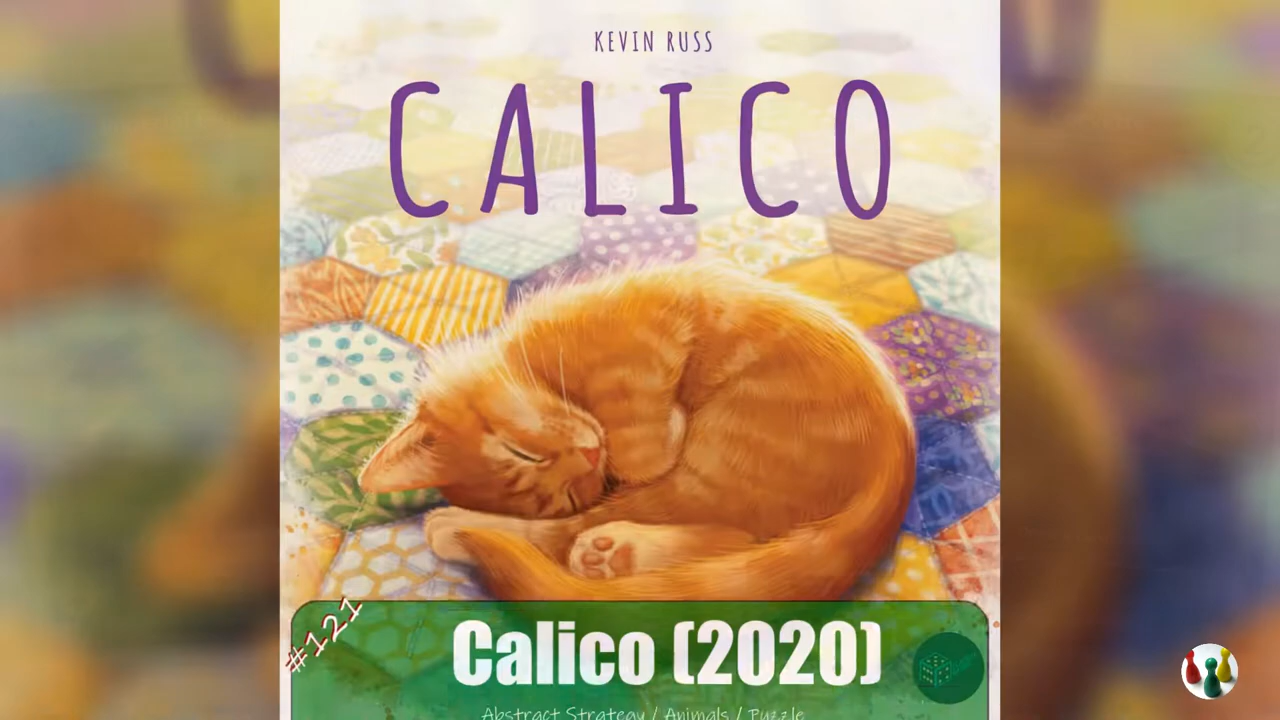 KEVIN RUSS
CALICO
#121
Calico (2020)
Abstract Strategy / Animals / Puzzle